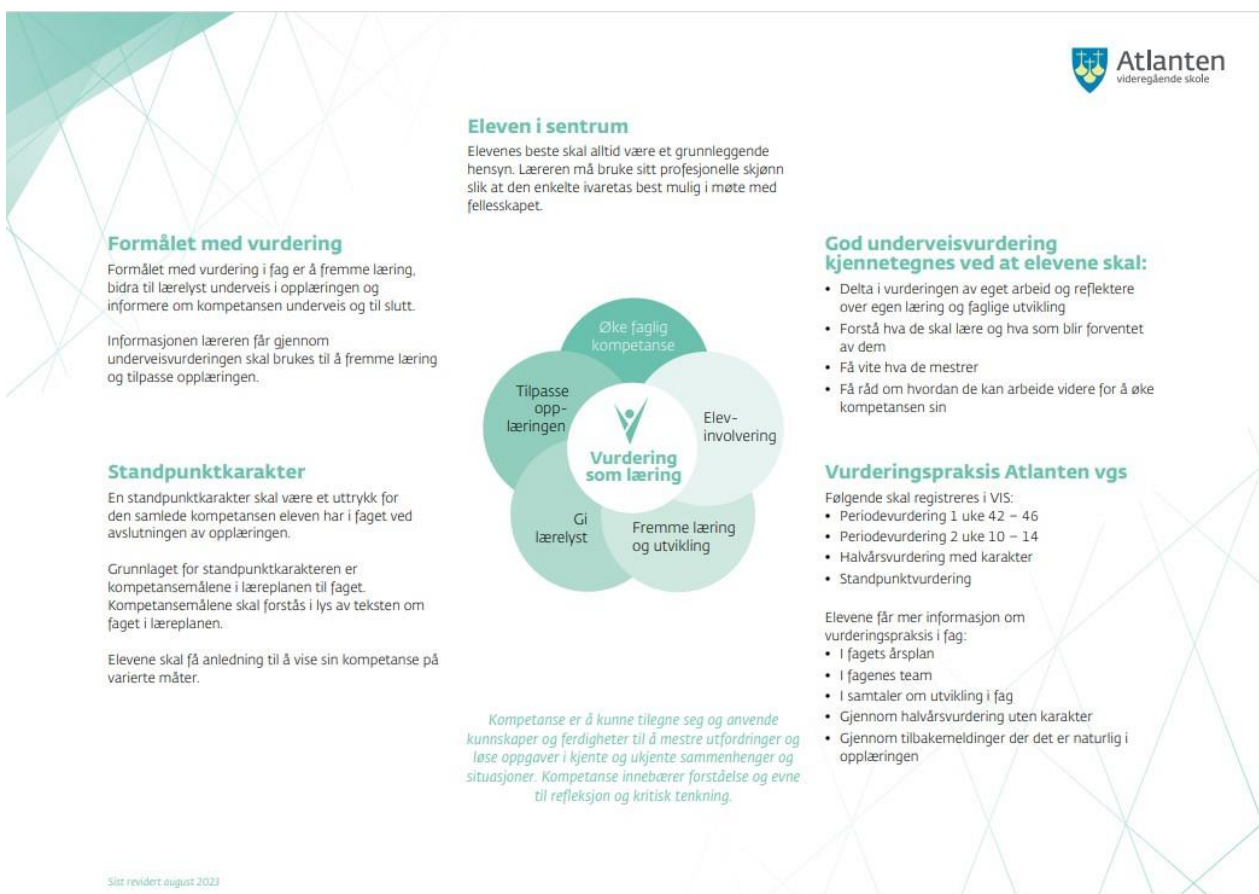 Atlanten
videregående skole
Eleven i sentrum
Elevenes beste skal alltid være et grunnleggende
hensyn. Læreren må bruke sitt profesjonelle skjønn
slik at den enkelte ivaretas best mulig i møte med
fellesskapet.
Formålet med vurdering
Formålet med vurdering i fag er å fremme læring,
bidra til lærelyst underveis i opplæringen og
informere om kompetansen underveis og til slutt.
Informasjonen læreren får gjennom
underveisvurderingen skal brukes til å fremme læring
og tilpasse opplæringen.
Standpunktkarakter
En standpunktkarakter skal være et uttrykk for
den samlede kompetansen eleven har i faget ved
avslutningen av opplæringen.
Grunnlaget for standpunktkarakteren er
kompetansemålene i læreplanen til faget.
Kompetansemålene skal forstås i lys av teksten om
faget i læreplanen.
Elevene skal få anledning til å vise sin kompetanse på
varierte måter.
Øke faglig
kompetanse
Tilpasse
opp-
læringen
Elev-
involvering
Vurdering
som læring
Gi
lærelyst
Fremme læring
og utvikling
Kompetanse er å kunne tilegne seg og anvende
kunnskaper og ferdigheter til å mestre utfordringer og
løse oppgaver i kjente og ukjente sammenhenger og
situasjoner. Kompetanse innebærer forståelse og evne
til refleksjon og kritisk tenkning.
God underveisvurdering
kjennetegnes ved at elevene skal:
• Delta i vurderingen av eget arbeid og reflektere
over egen læring og faglige utvikling
• Forstå hva de skal lære og hva som blir forventet
av dem
• Få vite hva de mestrer
• Få råd om hvordan de kan arbeide videre for å øke
kompetansen sin
Vurderingspraksis Atlanten vgs
Følgende skal registreres i VIS:
• Periodevurdering 1 uke 42 – 46
• Periodevurdering 2 uke 10 – 14
• Halvårsvurdering med karakter
• Standpunktvurdering
Elevene får mer informasjon om
vurderingspraksis i fag:
• I fagets årsplan
• I fagenes team
• I samtaler om utvikling i fag
• Gjennom halvårsvurdering uten karakter
• Gjennom tilbakemeldinger der det er naturlig i
opplæringen
Sist revidert august 2023